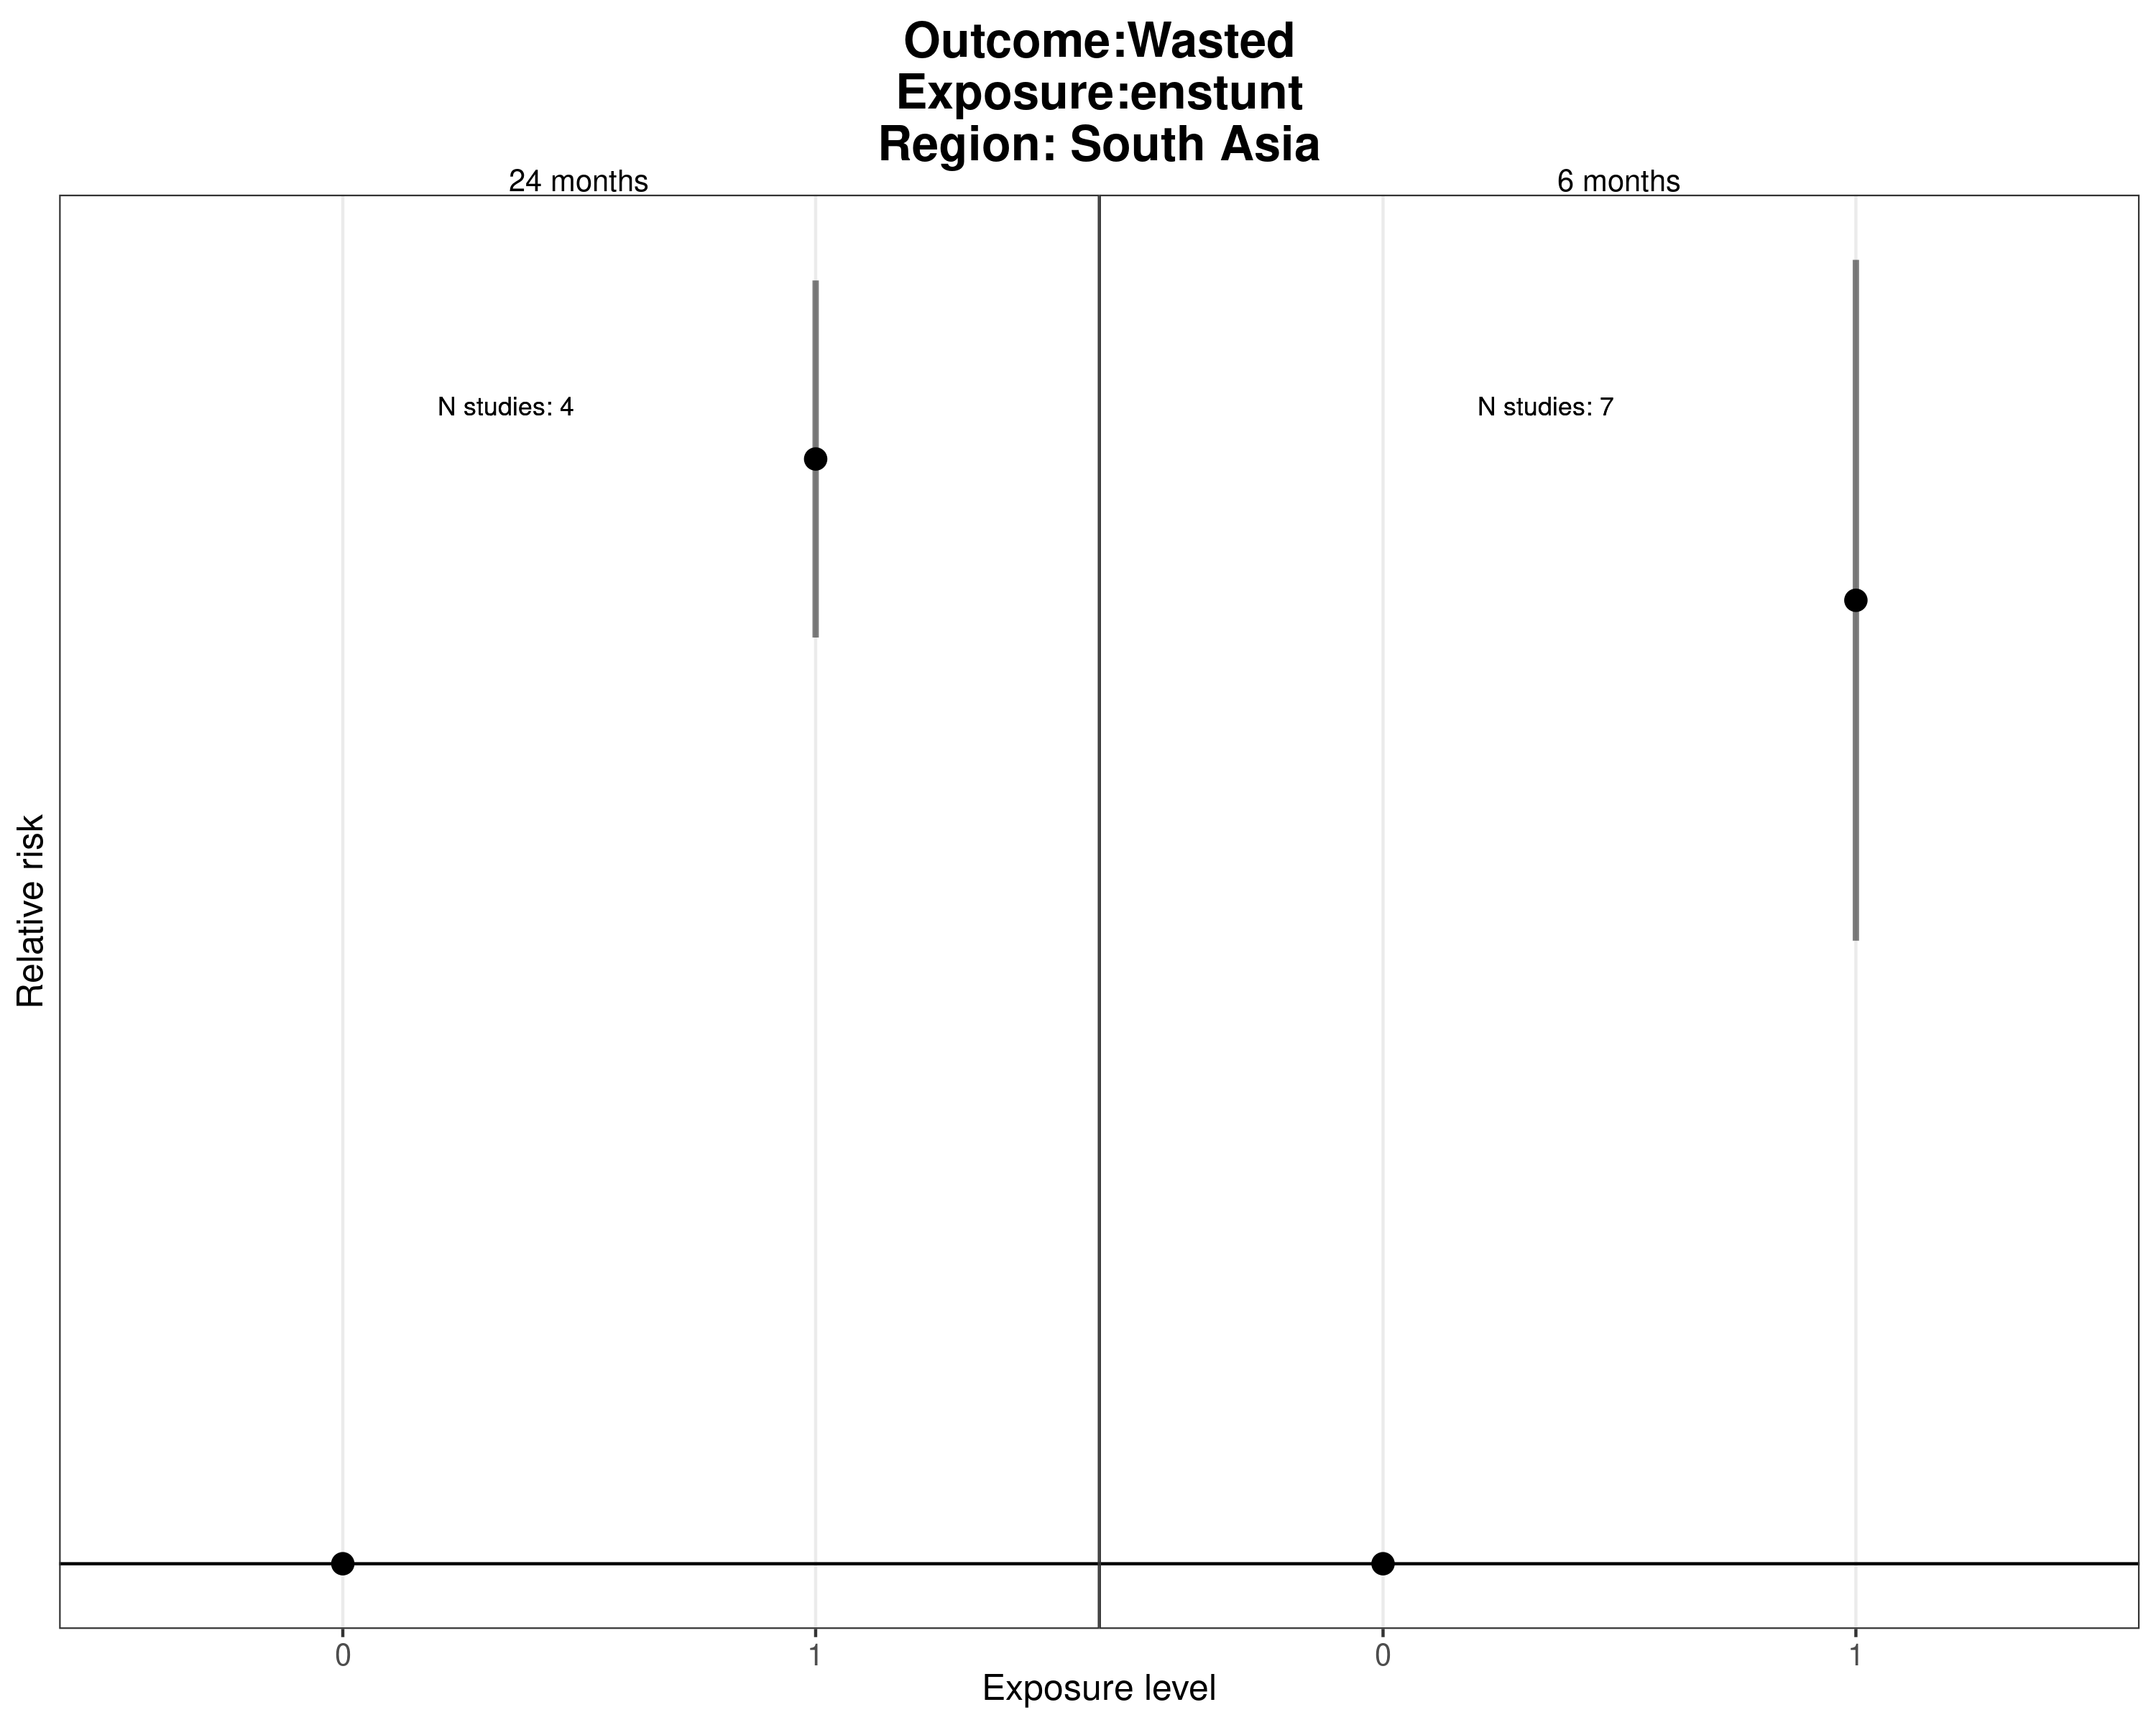 Outcome:Wasted
Exposure:enstunt
Region: South Asia
24 months
6 months
N studies: 4
N studies: 7
Relative risk
0
1
0
1
Exposure level